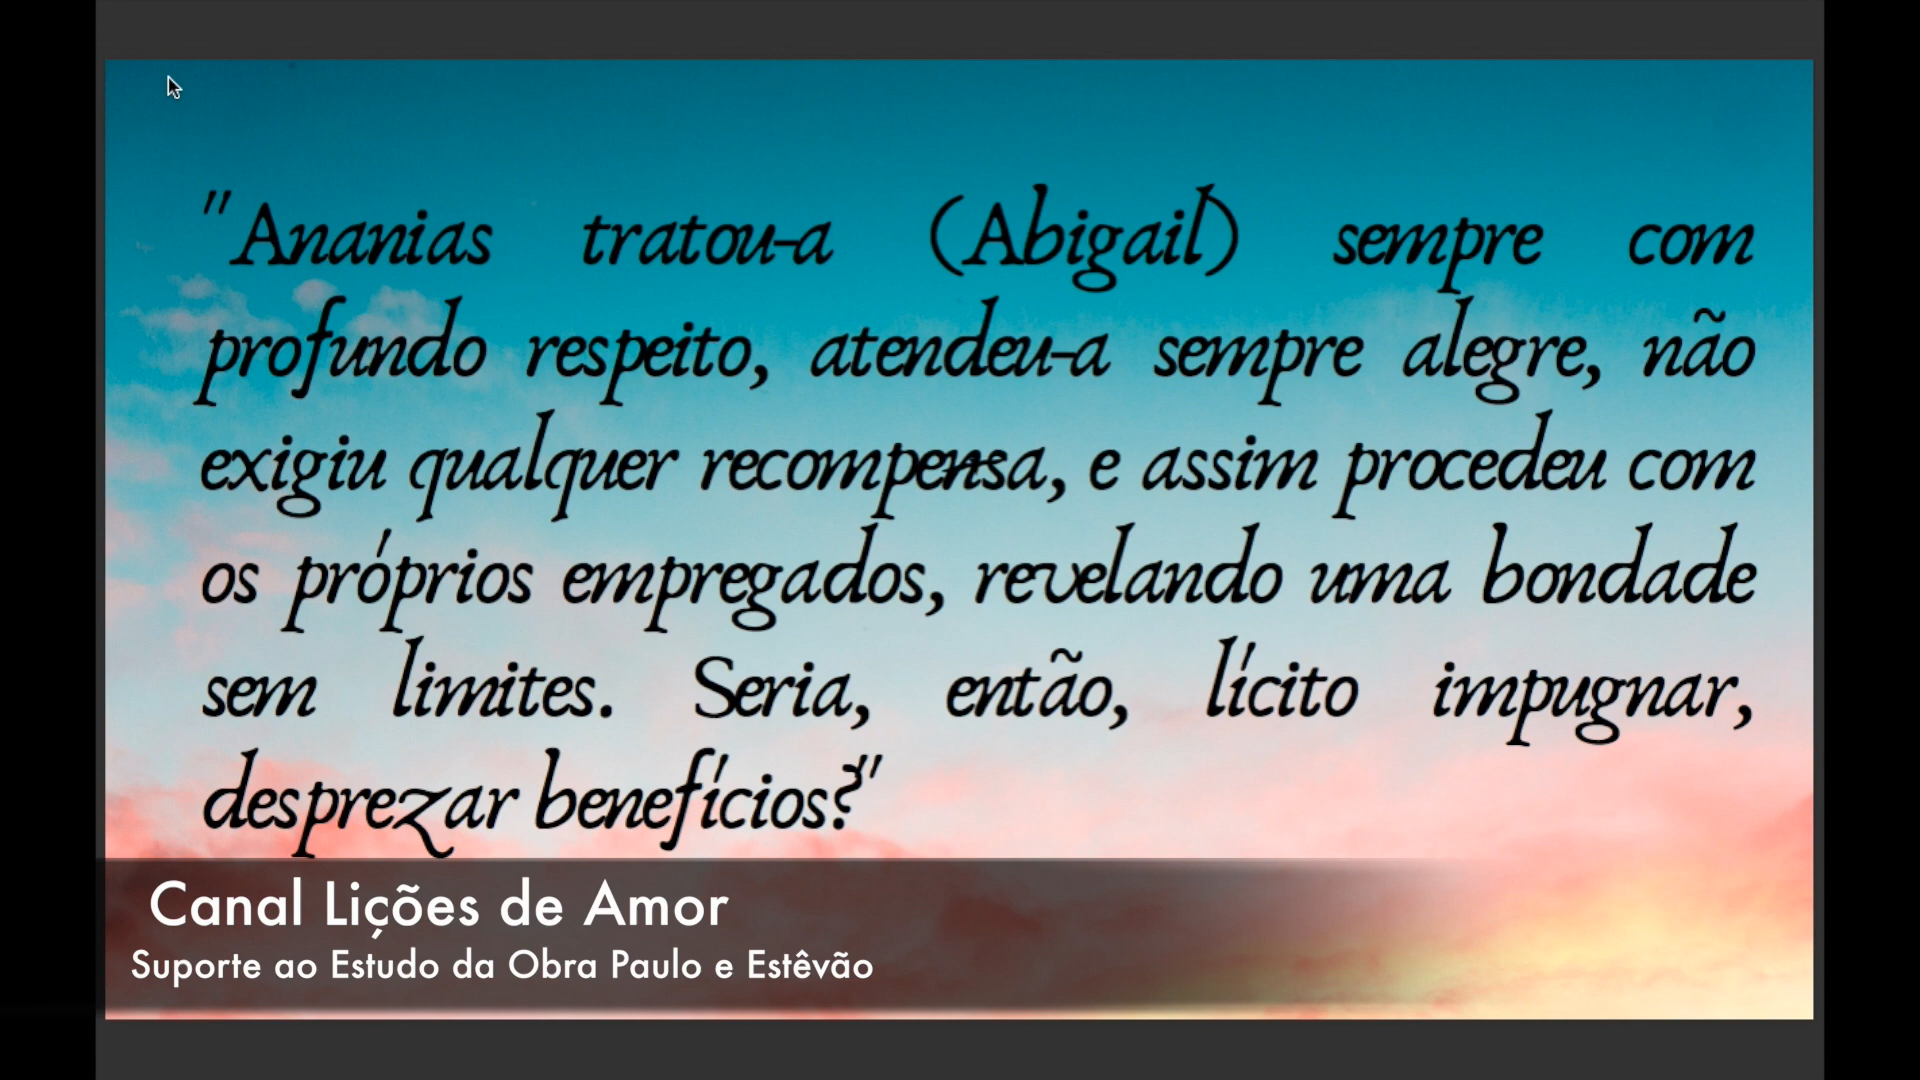 "Ananias tratou-a (Abigail) sempre com
profundo respeito, atendeu-a sempre alegre, não
exigiu qualquer recompensa, e assim procedeu com
os próprios empregados, revelando uma bondade
sem limites. Seria, então, lícito impugnar,
desprezar benefícios?"
Canal Lições de Amor
Suporte ao Estudo da Obra Paulo e Estêvão